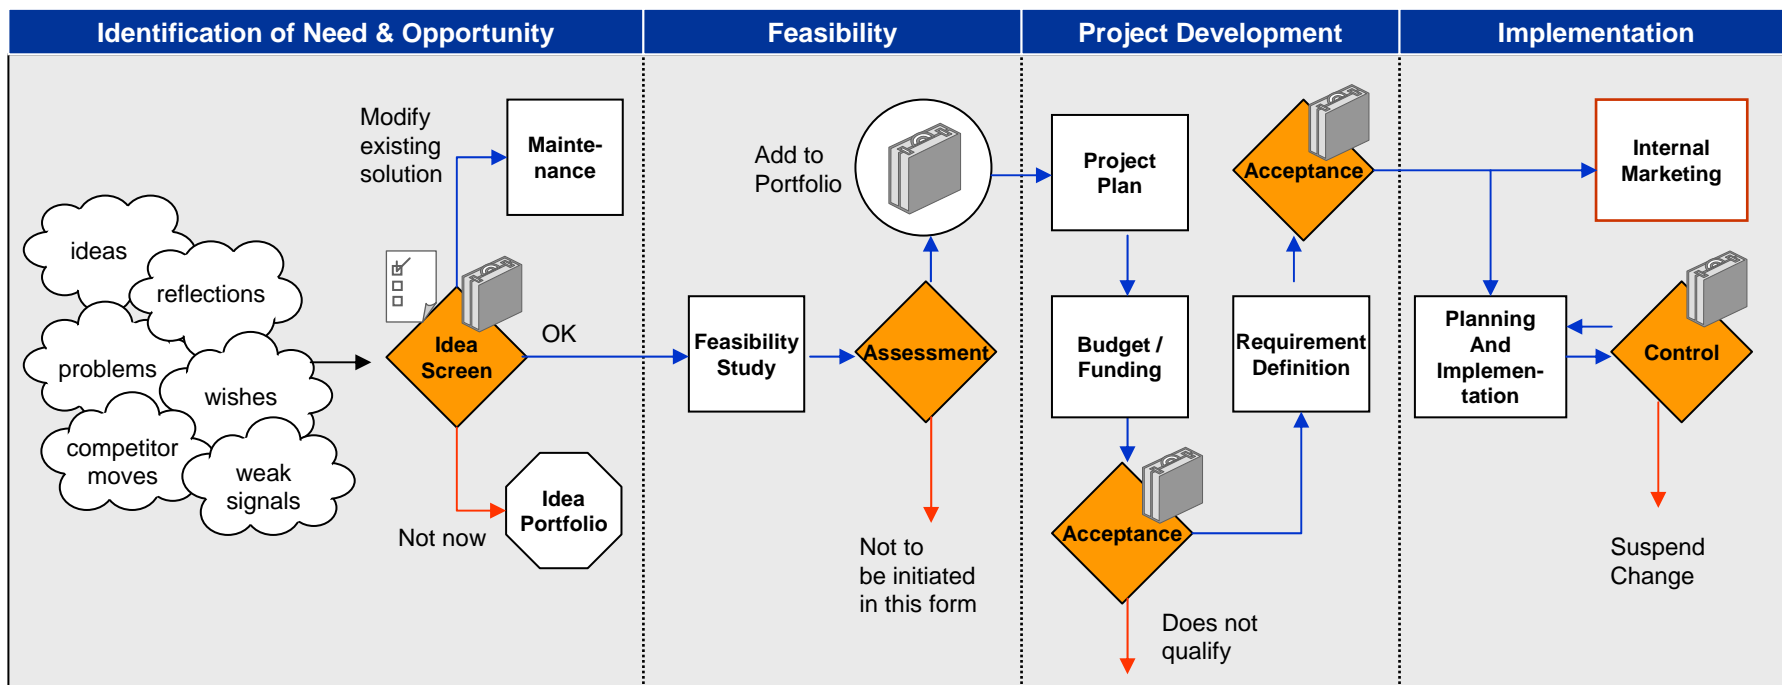 Identification of Need & Opportunity
Feasibility
Project Development
Implementation
Modify
existing
solution
Mainte-
nance
ideas
reflections
problems
wishes
competitor
moves
weak
signals
Idea
Screen
OK
Not now
Idea
Portfolio
Feasibility
Study
Assessment
Add to
Portfolio
Not to
be initiated
in this form
Project
Plan
Budget /
Funding
Acceptance
Does not
qualify
Requirement
Definition
Acceptance
Internal
Marketing
Planning
And
Implemen-
tation
Control
Suspend
Change